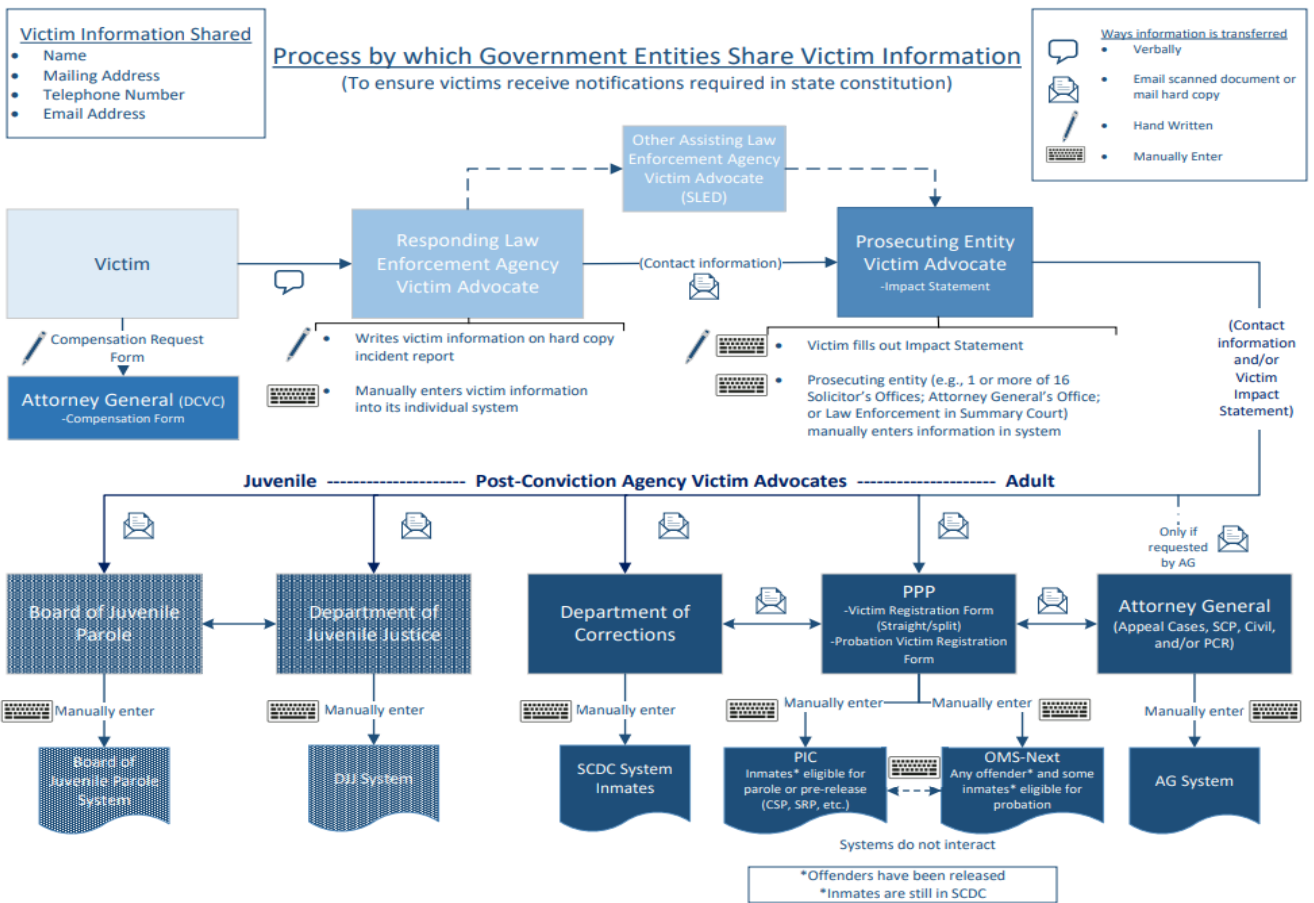 Victim Information Shared
• Name
• Mailing Address
• Telephone Number
• Email Address
Process by which Government Entities Share Victim Information
(To ensure victims receive notifications required in state constitution)
Ways information is transferred
• Verbally
• Email scanned document or
mail hard copy
• Hand Written
• Manually Enter
Other Assisting Law
Enforcement Agency
Victim Advocate
(SLED)
Victim
Responding Law
Enforcement Agency
Victim Advocate
(Contact information)
Prosecuting Entity
Victim Advocate
-Impact Statement
Compensation Request
Form
Attorney General (DCVC)
-Compensation Form
• Writes victim information on hard copy
incident report
• Manually enters victim information
into its individual system
• Victim fills out Impact Statement
• Prosecuting entity (e.g., 1 or more of 16
Solicitor's Offices; Attorney General's Office;
or Law Enforcement in Summary Court)
manually enters information in system
(Contact
information
and/or
Victim
Impact
Statement)
Juvenile --------------------- Post-Conviction Agency Victim Advocates --------------------- Adult
Only if
requested
by AG
Board of Juvenile
Parole
Department of
Juvenile Justice
Department of
Corrections
PPP
-Victim Registration Form
(Straight/split)
-Probation Victim Registration
Form
Attorney General
(Appeal Cases, SCP, Civil,
and/or PCR)
Manually enter
Manually enter
Manually enter
Manually enter
Manually enter
Manually enter
Board of
Juvenile Parole
System
DJJ System
SCDC System
Inmates
PIC
Inmates* eligible for
parole or pre-release
(CSP, SRP, etc.)
OMS-Next
Any offender* and some
inmates* eligible for
probation
AG System
Systems do not interact
*Offenders have been released
*Inmates are still in SCDC